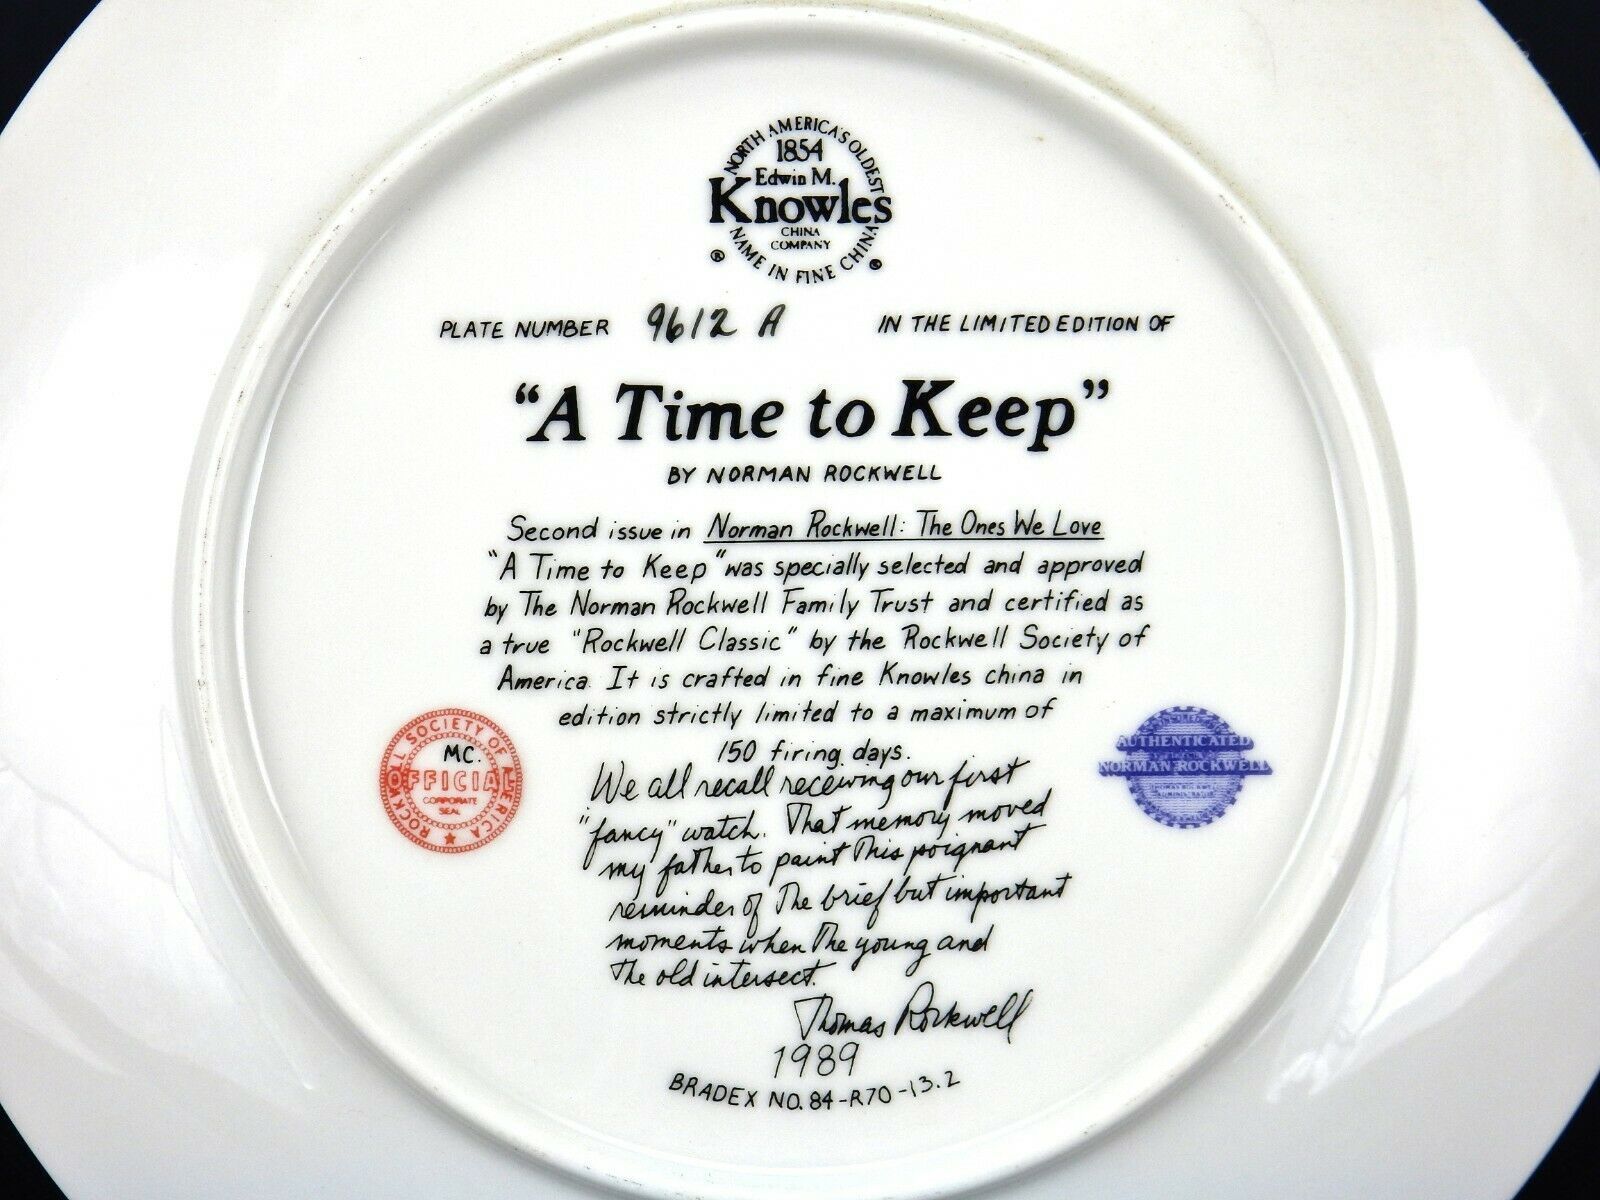 NORTH AMERICA'S OLDEST
1854
Edwin M.
Knowles
CHINA
COMPANY
NAME IN FINE CHINA
® ®
PLATE NUMBER 9612 A IN THE LIMITED EDITION OF
"A Time to Keep"
BY NORMAN ROCKWELL
Second issue in Norman Rockwell: The Ones We Love
"A Time to Keep" was specially selected and approved
by The Norman Rockwell Family Trust and certified as
a true "Rockwell Classic" by the Rockwell Society of
America. It is crafted in fine Knowles china in
edition strictly limited to a maximum of
150 firing days.
ROCKWELL SOCIETY OF AMERICA
MC.
OFFICIAL
CORPORATE
SEAL
AUTHENTICATED
NORMAN ROCKWELL
We all recall receiving our first
"fancy" watch. That memory moved
my father to paint this poignant
reminder of the brief but important
moments when the young and
the old intersect.
Thomas Rockwell
1989
BRADEX NO. 84-R70-13.2